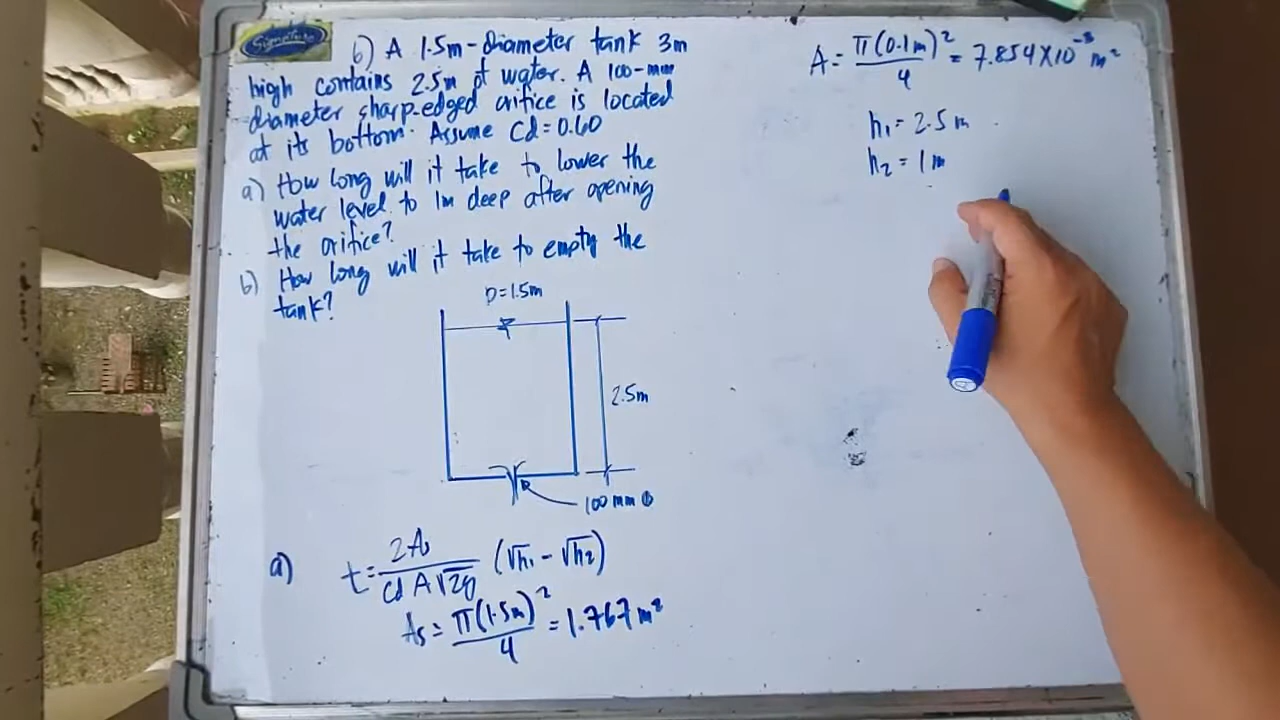 Signature
6) A 1.5m-diameter tank 3m
high contains 2.5m of water. A 100-mm
diameter sharp-edged orifice is located
at its bottom. Assume Cd=0.60
a) How long will it take to lower the
water level to 1m deep after opening
the orifice?
b) How long will it take to empty the
tank?
D=1.5m
2.5m
100 mm Φ
a) t = 2As / (Cd A √2g) (√h₁ - √h₂)
As = π(1.5m)² / 4 = 1.767 m²
A = π(0.1m)² / 4 = 7.854 X 10⁻³ m²
h₁ = 2.5 m
h₂ = 1 m